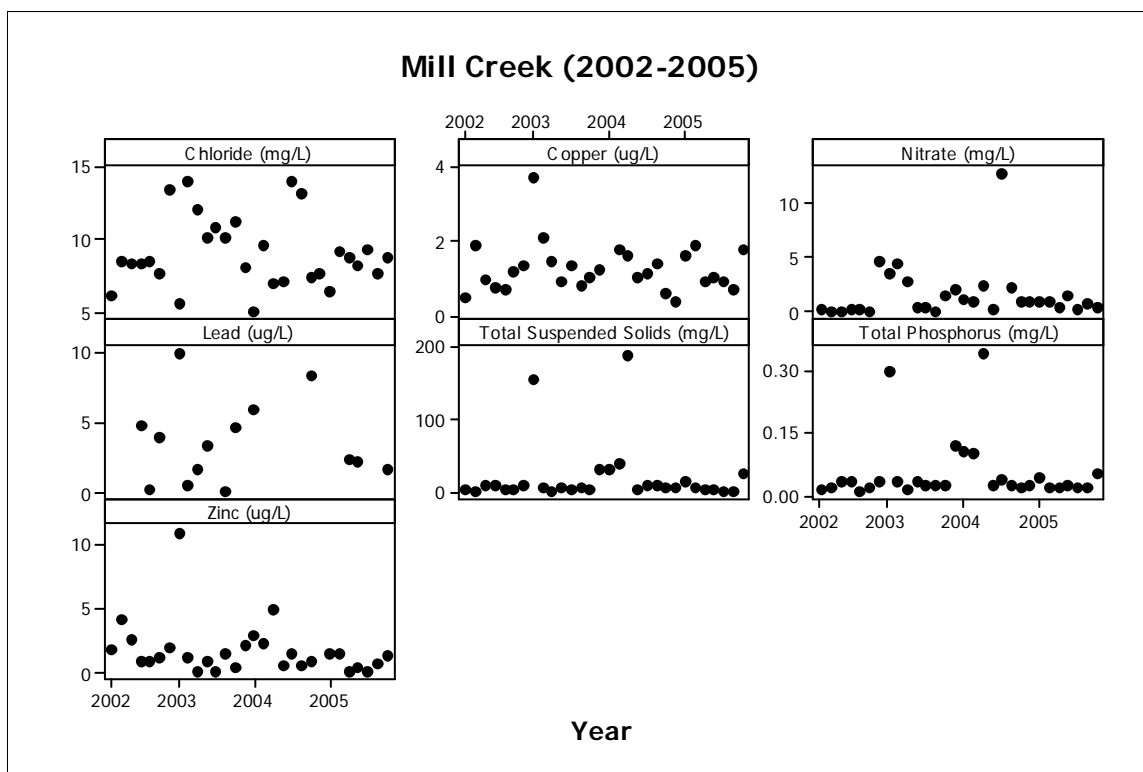 Mill Creek (2002-2005)
2002 2003 2004 2005
Chloride (mg/L)
15
10
5
Copper (ug/L)
4
2
0
Nitrate (mg/L)
10
5
0
Lead (ug/L)
10
5
0
Total Suspended Solids (mg/L)
200
100
0
Total Phosphorus (mg/L)
0.30
0.15
0.00
2002 2003 2004 2005
Zinc (ug/L)
10
5
0
2002 2003 2004 2005
Year